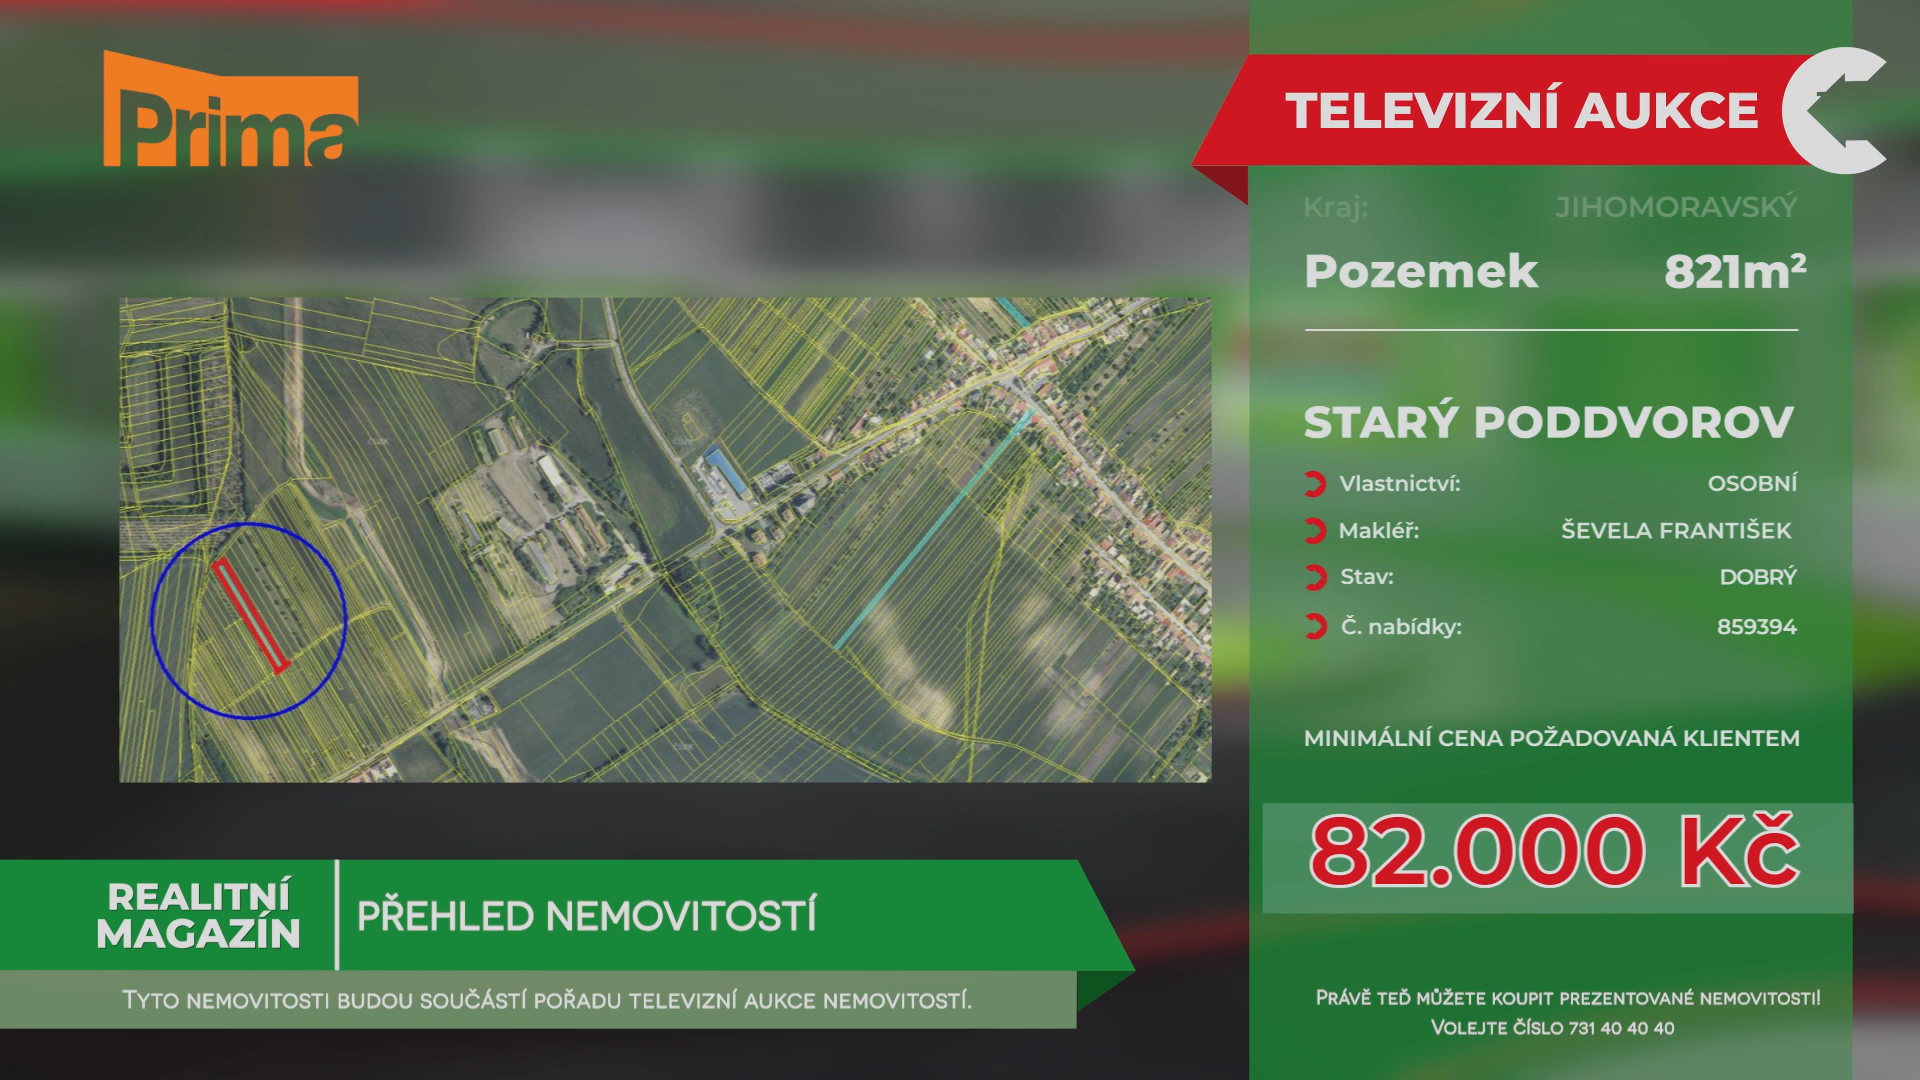 Prima
TELEVIZNÍ AUKCE
Kraj: JIHOMORAVSKÝ
Pozemek 821m²
STARÝ PODDVOROV
Vlastnictví: OSOBNÍ
Makléř: ŠEVELA FRANTIŠEK
Stav: DOBRÝ
Č. nabídky: 859394
MINIMÁLNÍ CENA POŽADOVANÁ KLIENTEM
82.000 Kč
PRÁVĚ TEĎ MŮŽETE KOUPIT PREZENTOVANÉ NEMOVITOSTI!
VOLEJTE ČÍSLO 731 40 40 40
REALITNÍ
MAGAZÍN
PŘEHLED NEMOVITOSTÍ
TYTO NEMOVITOSTI BUDOU SOUČÁSTÍ POŘADU TELEVIZNÍ AUKCE NEMOVITOSTÍ.